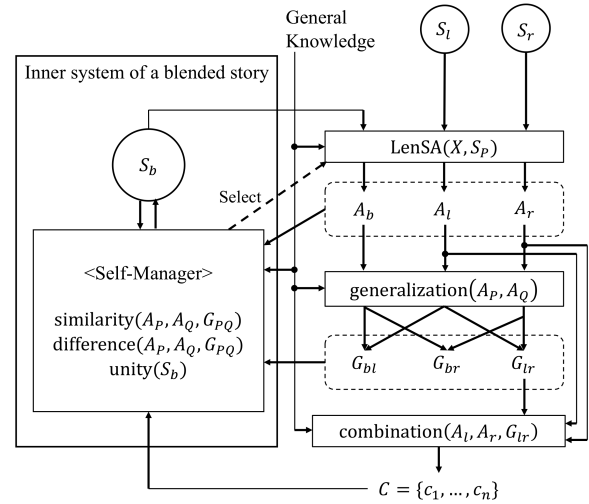 General
Knowledge
S_l
S_r
Inner system of a blended story
S_b
LenSA(X, S_P)
Select
A_b
A_l
A_r
<Self-Manager>
generalization(A_P, A_Q)
similarity(A_P, A_Q, G_PQ)
difference(A_P, A_Q, G_PQ)
unity(S_b)
G_bl
G_br
G_lr
combination(A_l, A_r, G_lr)
C = {c_1, … , c_n}